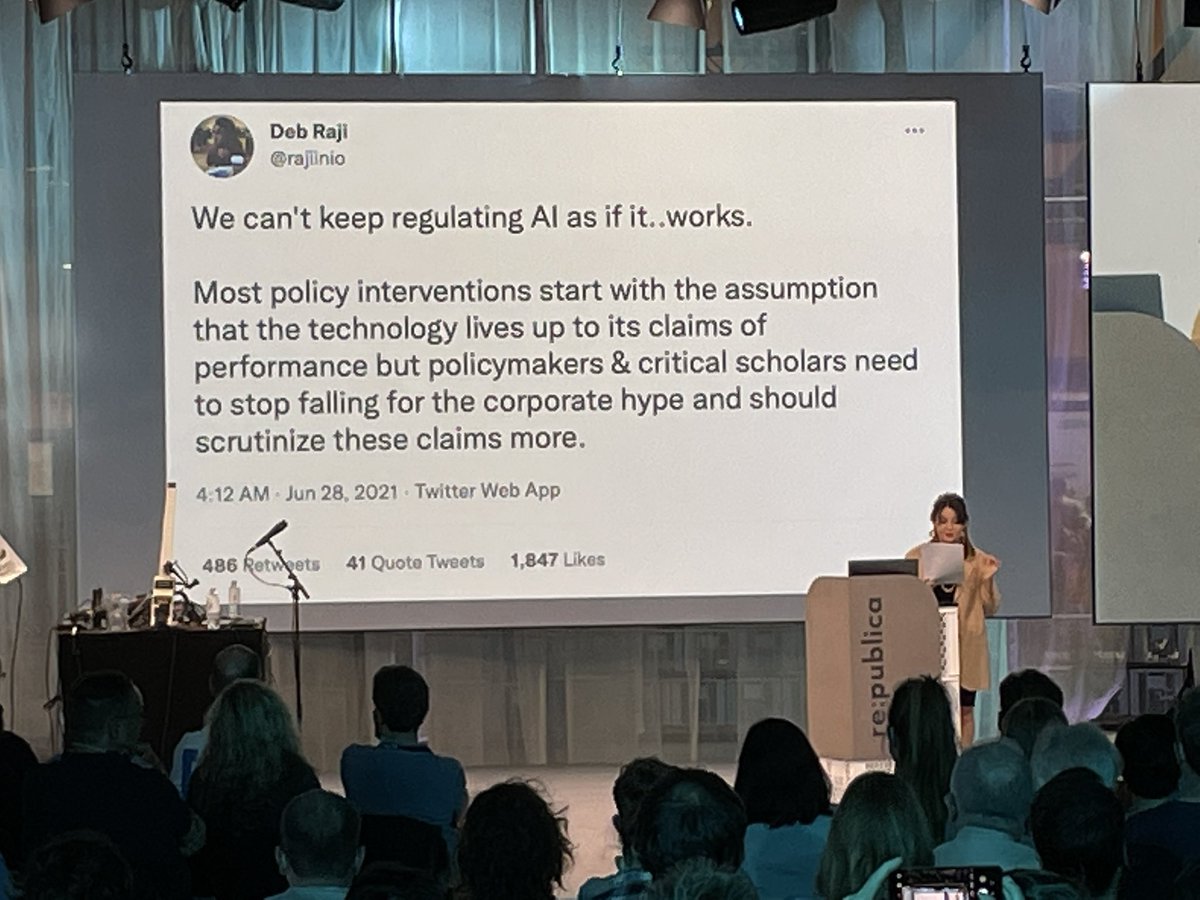 Deb Raji
@rajiinio
We can't keep regulating AI as if it..works.
Most policy interventions start with the assumption
that the technology lives up to its claims of
performance but policymakers & critical scholars need
to stop falling for the corporate hype and should
scrutinize these claims more.
4:12 AM · Jun 28, 2021 · Twitter Web App
486 Retweets 41 Quote Tweets 1,847 Likes
re:publica